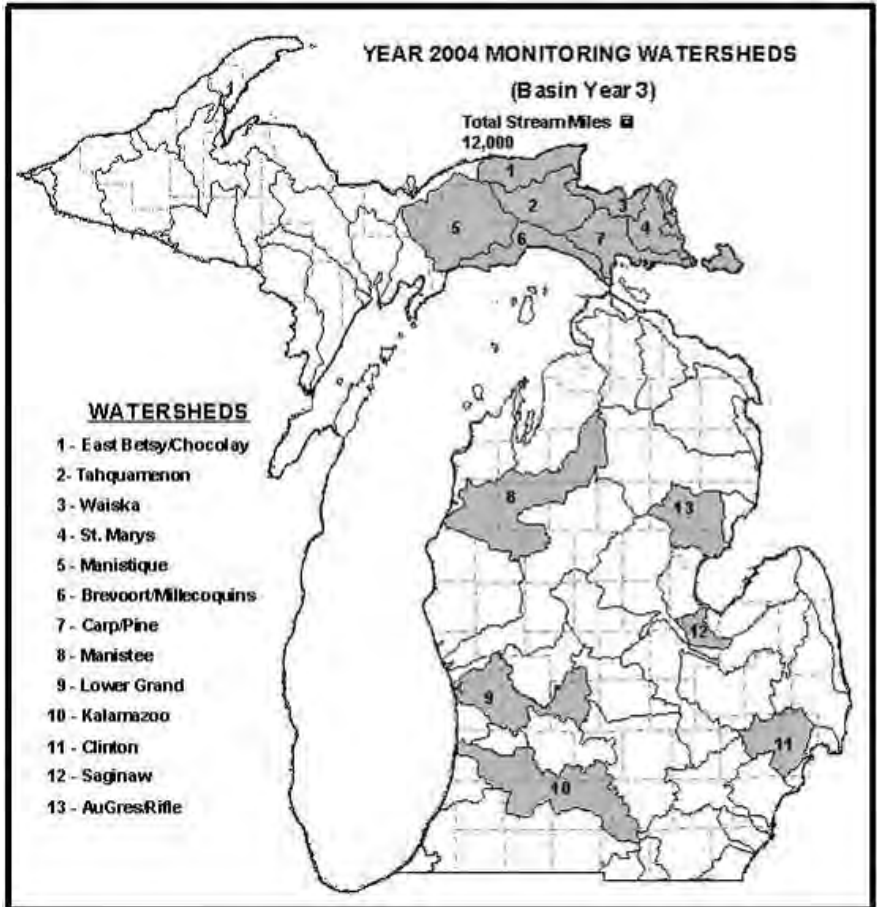 YEAR 2004 MONITORING WATERSHEDS
(Basin Year 3)
Total Stream Miles
12,000
1
2
3
4
5
6
7
WATERSHEDS
1 - East Betsy/Chocolay
2- Tahquamenon
3 - Waiska
4 - St. Marys
5 - Manistique
6 - Brevoort/Millecoquins
7 - Carp/Pine
8 - Manistee
9 - Lower Grand
10 - Kalamazoo
11 - Clinton
12 - Saginaw
13 - AuGres/Rifle
8
13
12
9
11
10